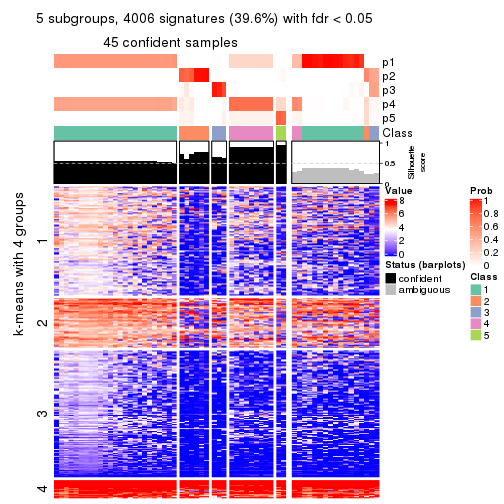 5 subgroups, 4006 signatures (39.6%) with fdr < 0.05
45 confident samples
p1
p2
p3
p4
p5
Class
1
0.5
0
Silhouette
score
k-means with 4 groups
1
2
3
4
Value
8
6
4
2
0
Status (barplots)
confident
ambiguous
Prob
1
0.8
0.6
0.4
0.2
0
Class
1
2
3
4
5